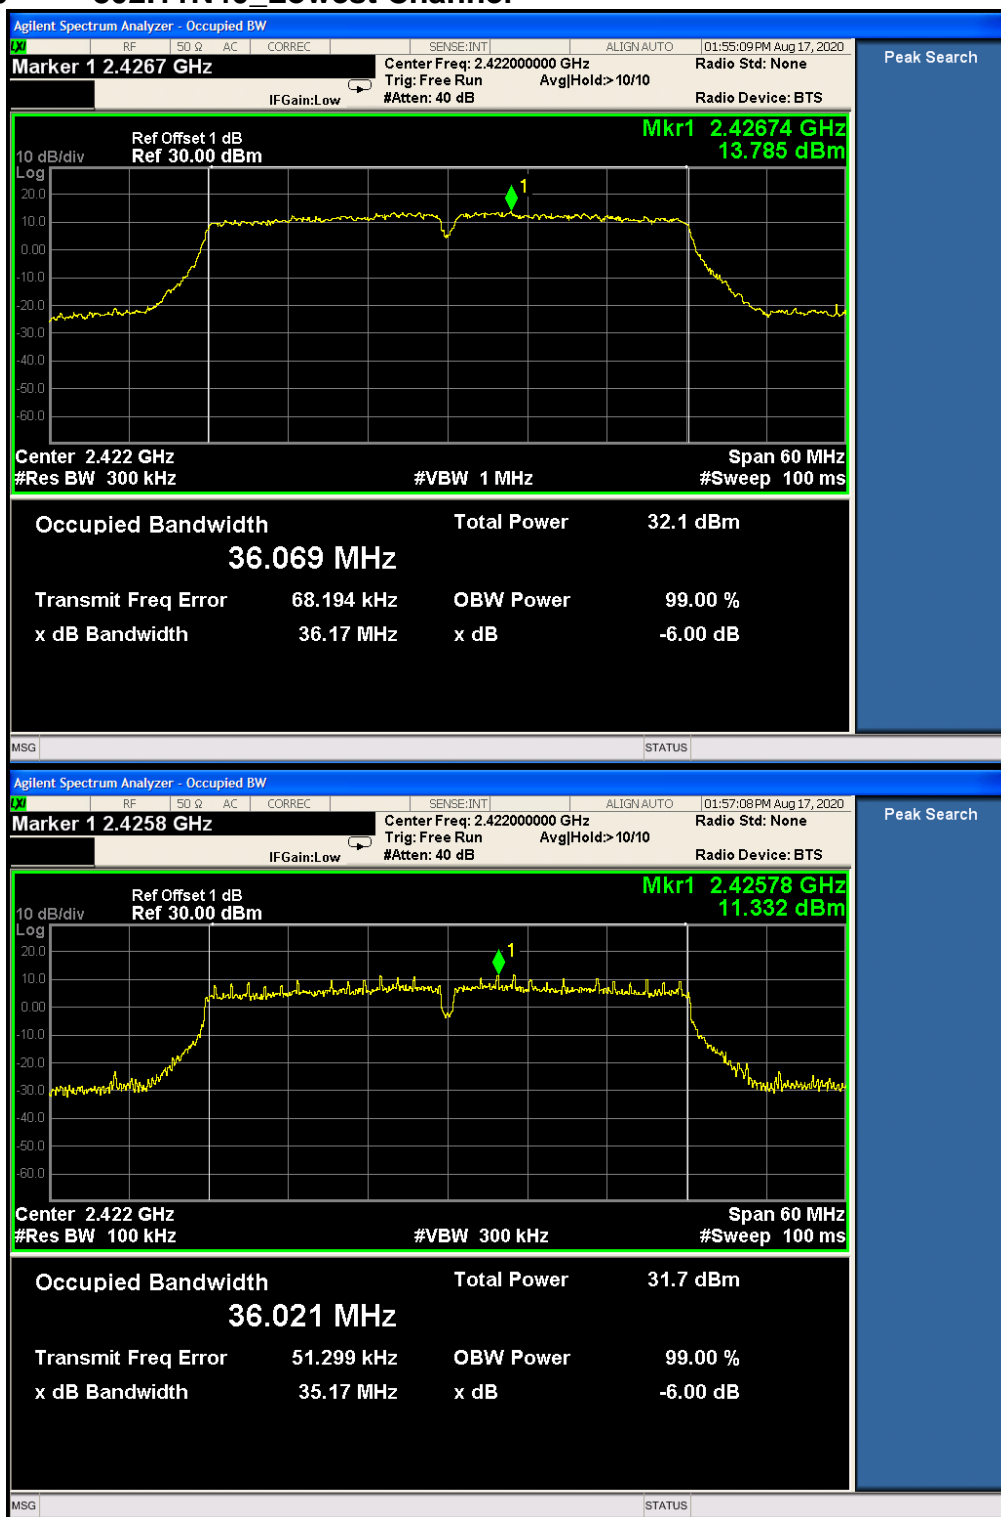 802.11N40_Lowest Channel
Agilent Spectrum Analyzer - Occupied BW
LXI RF 50 Ω AC CORREC SENSE:INT ALIGN AUTO 01:55:09 PM Aug 17, 2020
Marker 1 2.4267 GHz Center Freq: 2.422000000 GHz Radio Std: None Peak Search
Trig: Free Run Avg|Hold:> 10/10
IFGain:Low #Atten: 40 dB Radio Device: BTS
Mkr1 2.42674 GHz
13.785 dBm
Ref Offset 1 dB
10 dB/div Ref 30.00 dBm
Log
1
20.0
10.0
0.00
-10.0
-20.0
-30.0
-40.0
-50.0
-60.0
Center 2.422 GHz Span 60 MHz
#Res BW 300 kHz #VBW 1 MHz #Sweep 100 ms
Occupied Bandwidth Total Power 32.1 dBm
36.069 MHz
Transmit Freq Error 68.194 kHz OBW Power 99.00 %
x dB Bandwidth 36.17 MHz x dB -6.00 dB
MSG STATUS
Agilent Spectrum Analyzer - Occupied BW
LXI RF 50 Ω AC CORREC SENSE:INT ALIGN AUTO 01:57:08 PM Aug 17, 2020
Marker 1 2.4258 GHz Center Freq: 2.422000000 GHz Radio Std: None Peak Search
Trig: Free Run Avg|Hold:> 10/10
IFGain:Low #Atten: 40 dB Radio Device: BTS
Mkr1 2.42578 GHz
11.332 dBm
Ref Offset 1 dB
10 dB/div Ref 30.00 dBm
Log
1
20.0
10.0
0.00
-10.0
-20.0
-30.0
-40.0
-50.0
-60.0
Center 2.422 GHz Span 60 MHz
#Res BW 100 kHz #VBW 300 kHz #Sweep 100 ms
Occupied Bandwidth Total Power 31.7 dBm
36.021 MHz
Transmit Freq Error 51.299 kHz OBW Power 99.00 %
x dB Bandwidth 35.17 MHz x dB -6.00 dB
MSG STATUS